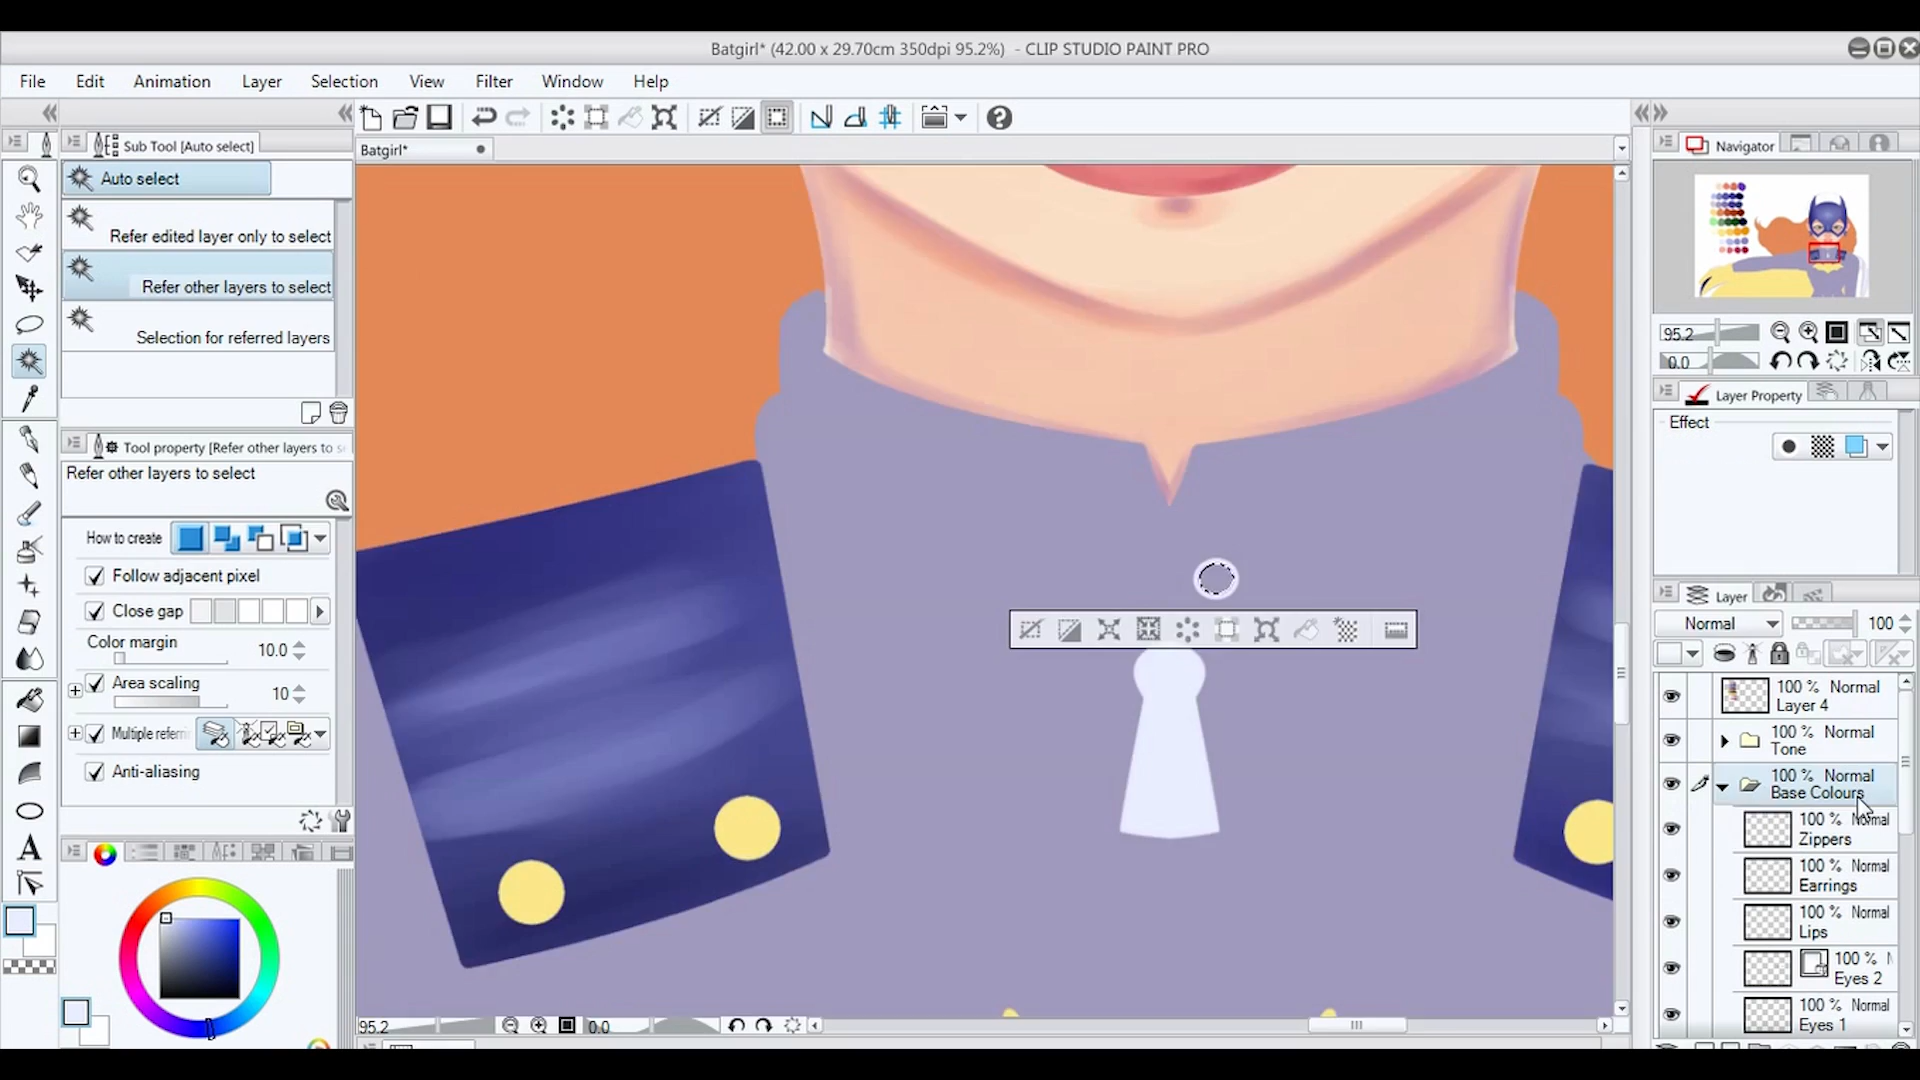 Batgirl* (42.00 x 29.70cm 350dpi 95.2%) - CLIP STUDIO PAINT PRO
File Edit Animation Layer Selection View Filter Window Help
Sub Tool [Auto select]
Batgirl*
Navigator
Auto select
Refer edited layer only to select
Refer other layers to select
Selection for referred layers
95.2
0.0
Layer Property
Effect
Tool property [Refer other layers to s
Refer other layers to select
How to create
Follow adjacent pixel
Close gap
Color margin
10.0
Area scaling
10
Multiple referri
Anti-aliasing
Layer
Normal
100
100 % Normal
Layer 4
100 % Normal
Tone
100 % Normal
Base Colours
100 % Normal
Zippers
100 % Normal
Earrings
100 % Normal
Lips
100 % N
Eyes 2
100 % Normal
Eyes 1
95.2
0.0